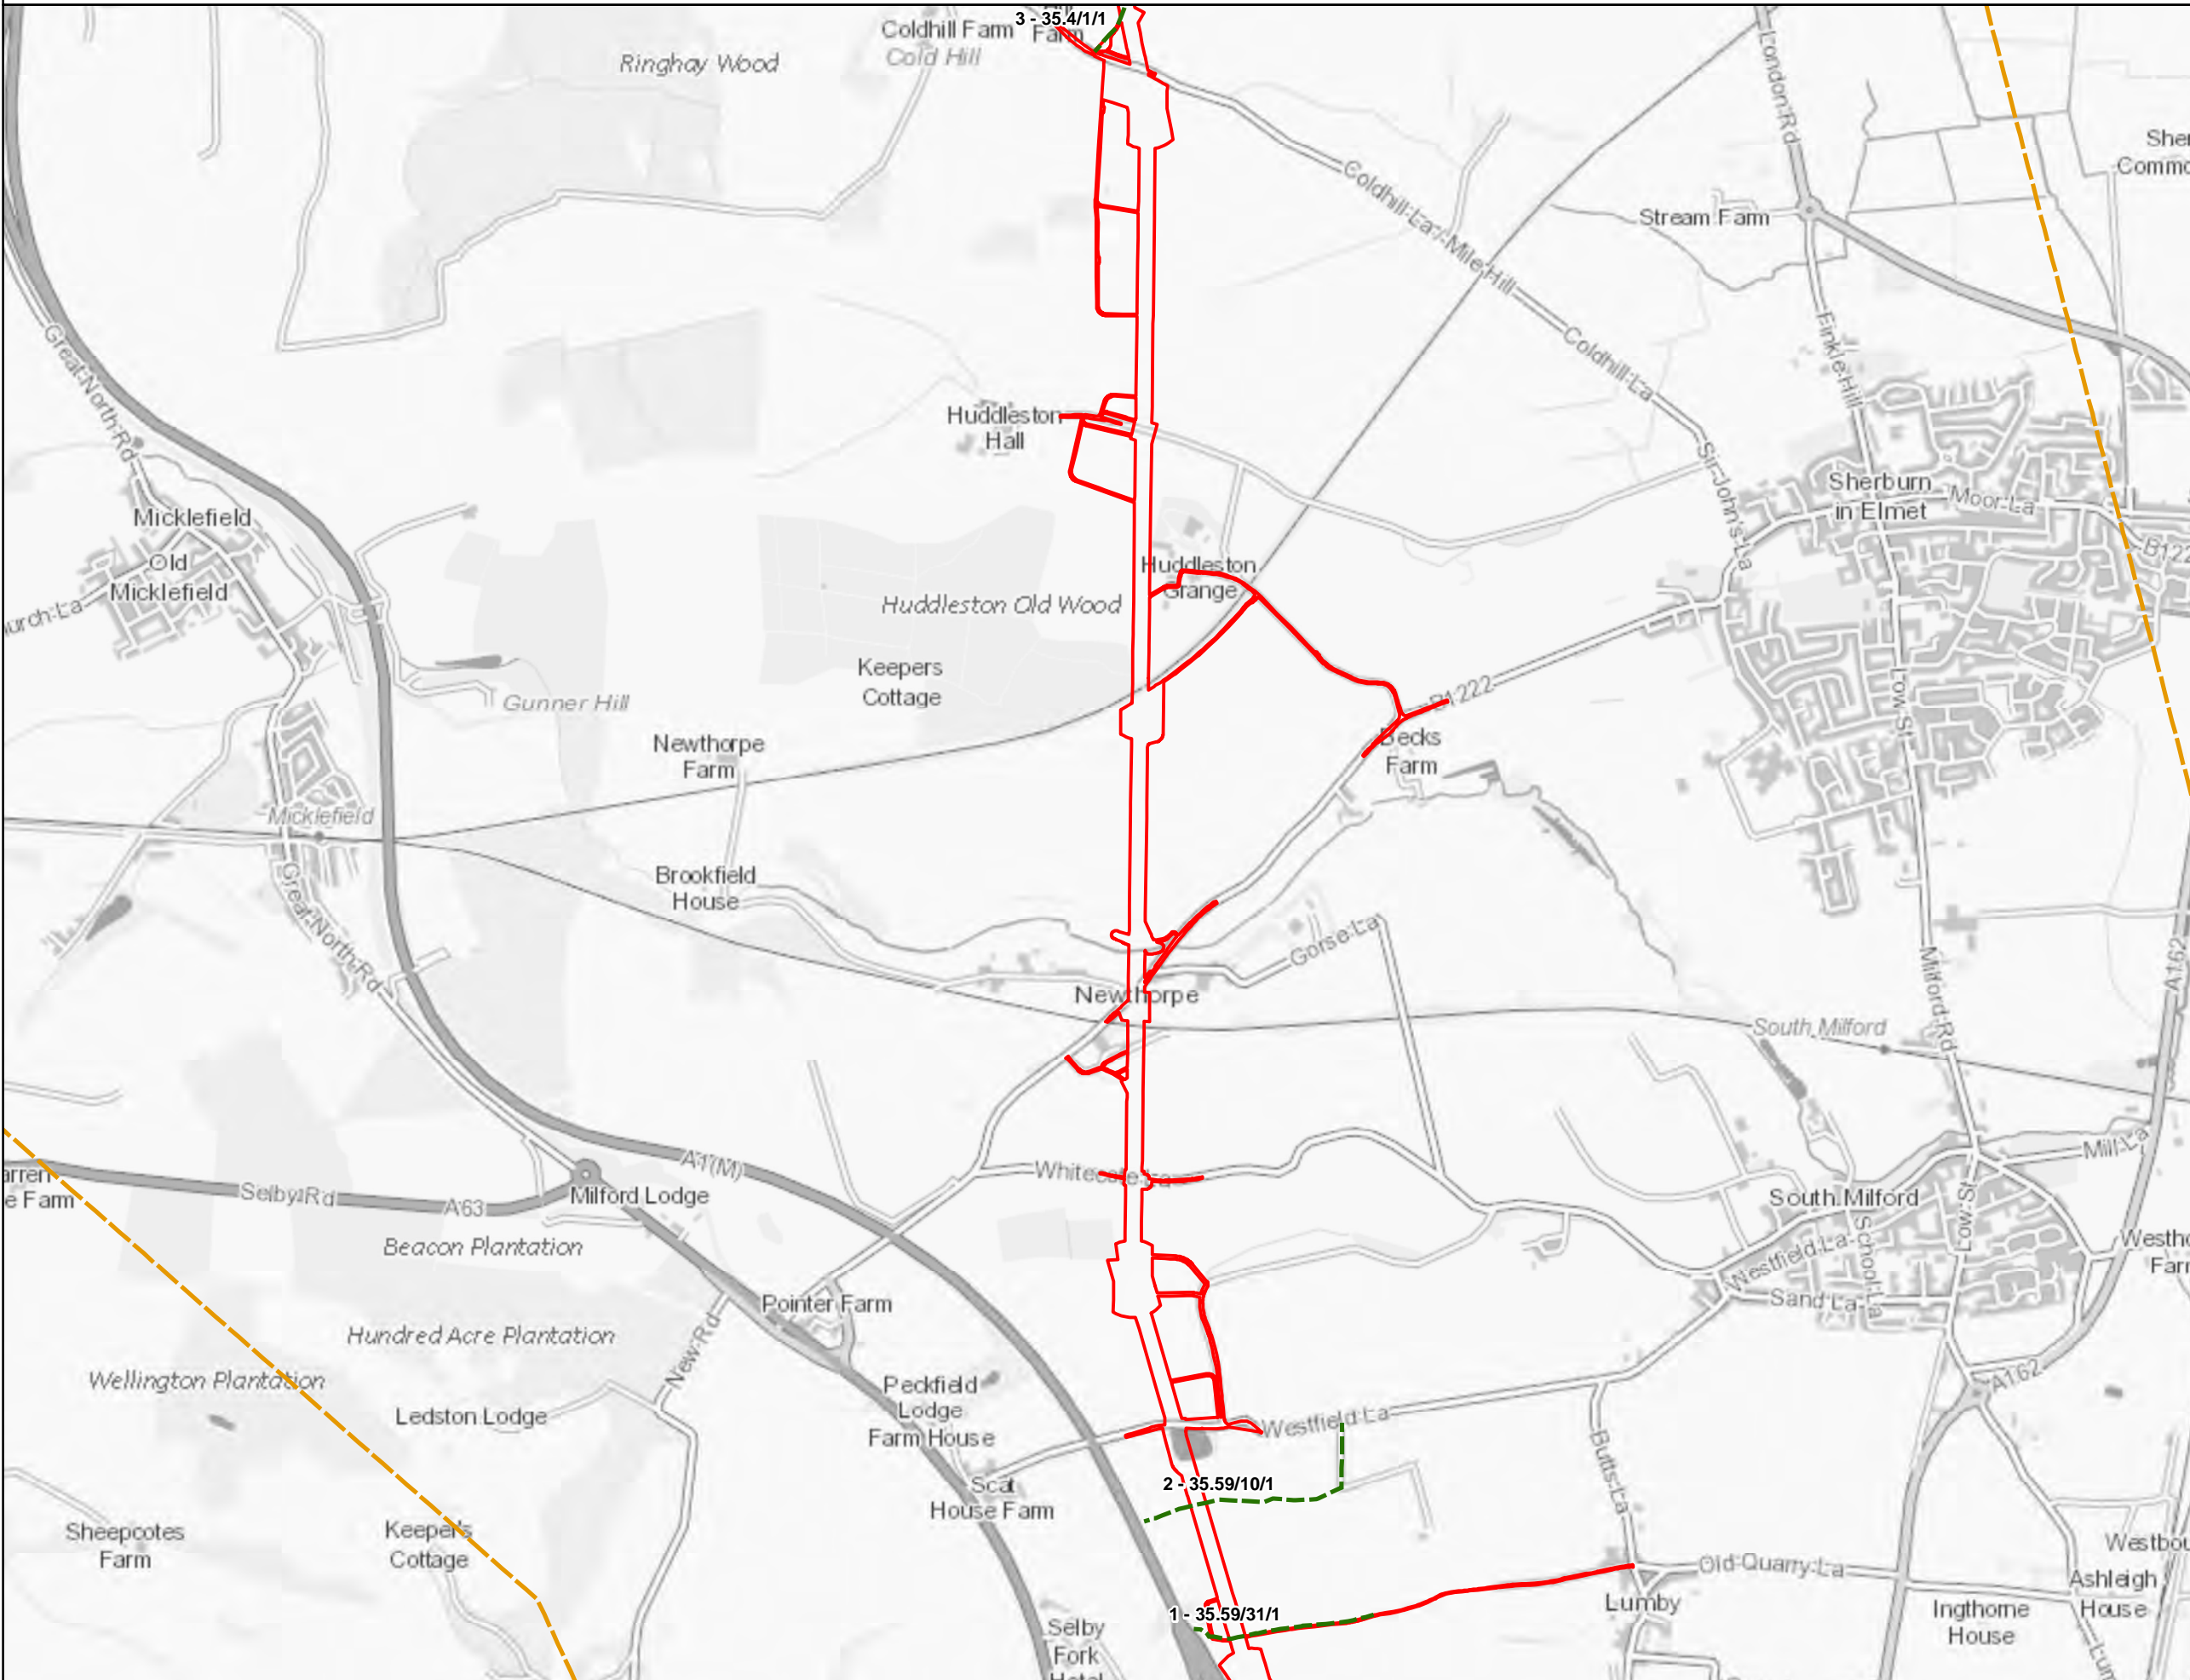 3 - 35.4/1/1
Coldhill Farm
Farm
Cold Hill
Ringhay Wood
London Rd
Coldhill La / Mile Hill
Stream Farm
Great North Rd
Finkle Hill
Coldhill La
Huddleston
Hall
Sir John's La
Sherburn
in Elmet
Moor La
Micklefield
Old
Micklefield
Huddleston
Grange
Huddleston Old Wood
Keepers
Cottage
Gunner Hill
B1222
Low St
Becks
Farm
Newthorpe
Farm
Micklefield
Brookfield
House
Great North Rd
Gorse La
Newthorpe
Milford Rd
A162
South Milford
A1(M)
Selby Rd
A63
Milford Lodge
Whitecote La
Mill La
South Milford
Low St
School La
Westfield La
Sand La
Beacon Plantation
Pointer Farm
Hundred Acre Plantation
New Rd
Wellington Plantation
Ledston Lodge
Peckfield
Lodge
Farm House
A162
Westfield La
Butts La
Scat
House Farm
2 - 35.59/10/1
Sheepcotes
Farm
Keeper's
Cottage
Old Quarry La
Lumby
Ashleigh
House
Ingthorne
House
1 - 35.59/31/1
Selby
Fork